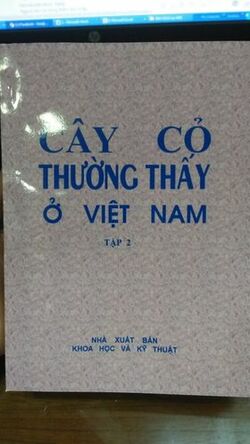 CÂY CỎ
THƯỜNG THẤY
Ở VIỆT NAM
TẬP 2
NHÀ XUẤT BẢN
KHOA HỌC VÀ KỸ THUẬT